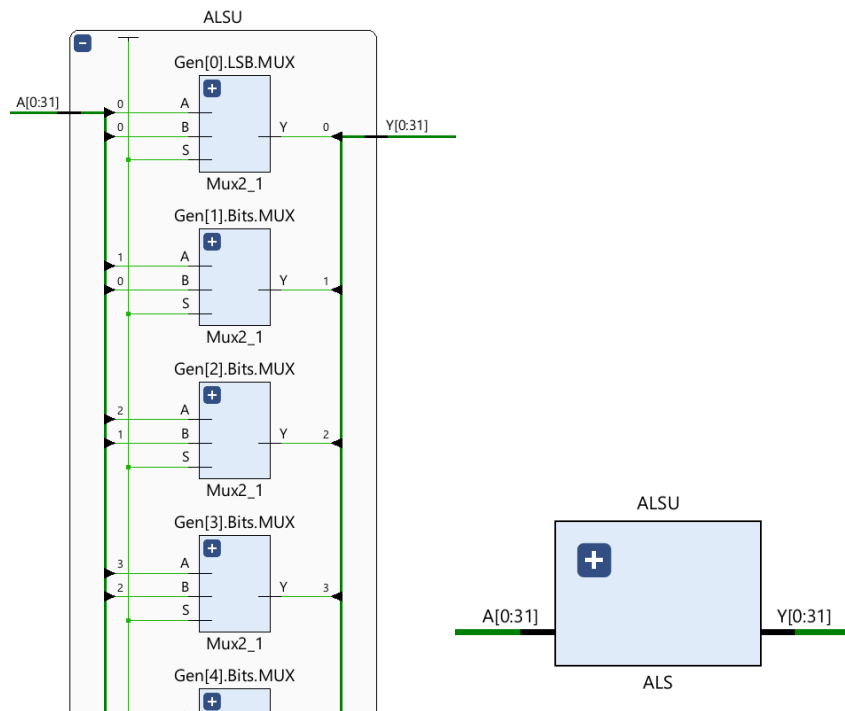 ALSU
Gen[0].LSB.MUX
A[0:31]
0
A
0
B
S
Y
0
Y[0:31]
Mux2_1
Gen[1].Bits.MUX
1
A
0
B
S
Y
1
Mux2_1
Gen[2].Bits.MUX
2
A
1
B
S
Y
2
Mux2_1
Gen[3].Bits.MUX
3
A
2
B
S
Y
3
Mux2_1
Gen[4].Bits.MUX
ALSU
A[0:31]
Y[0:31]
ALS